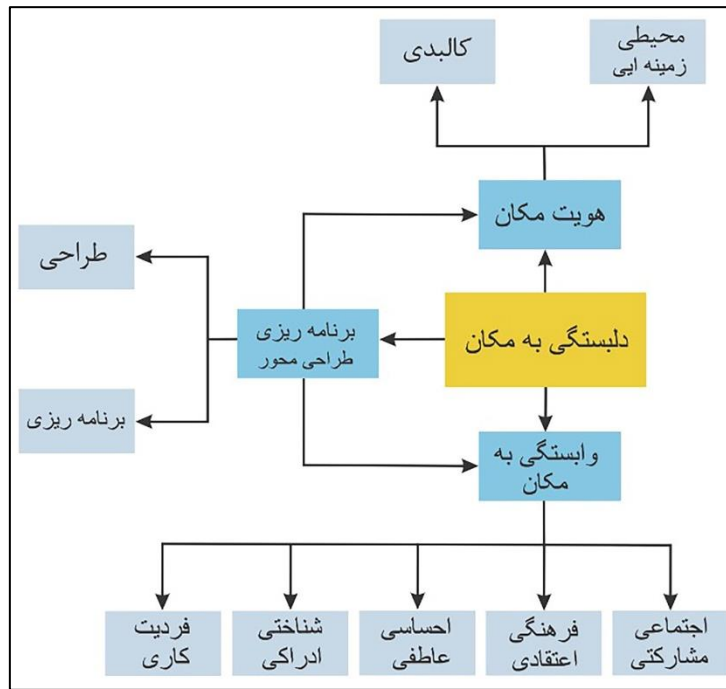 محیطی
زمینه ایی
کالبدی
هویت مکان
طراحی
دلبستگی به مکان
برنامه ریزی
طراحی محور
برنامه ریزی
وابستگی به
مکان
اجتماعی
مشارکتی
فرهنگی
اعتقادی
احساسی
عاطفی
شناختی
ادراکی
فردیت
کاری